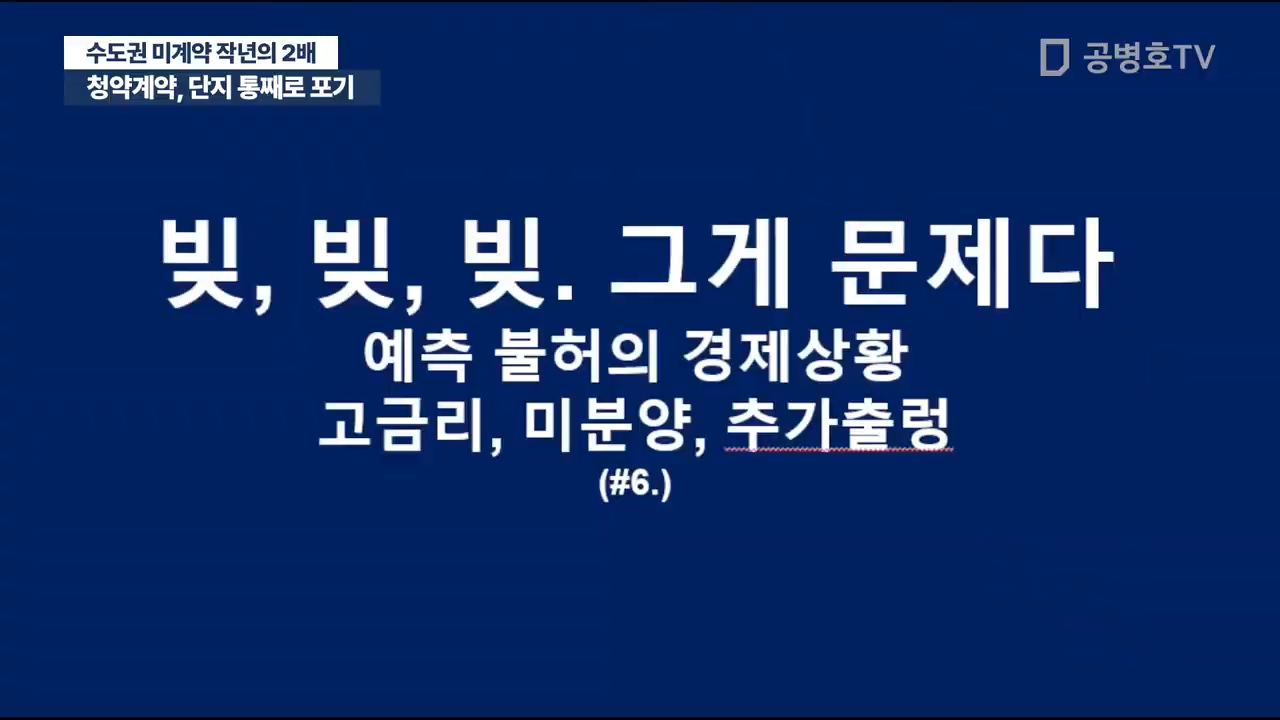 수도권 미계약 작년의 2배
청약계약, 단지 통째로 포기
공병호TV
빚, 빚, 빚. 그게 문제다
예측 불허의 경제상황
고금리, 미분양, 추가출렁
(#6.)